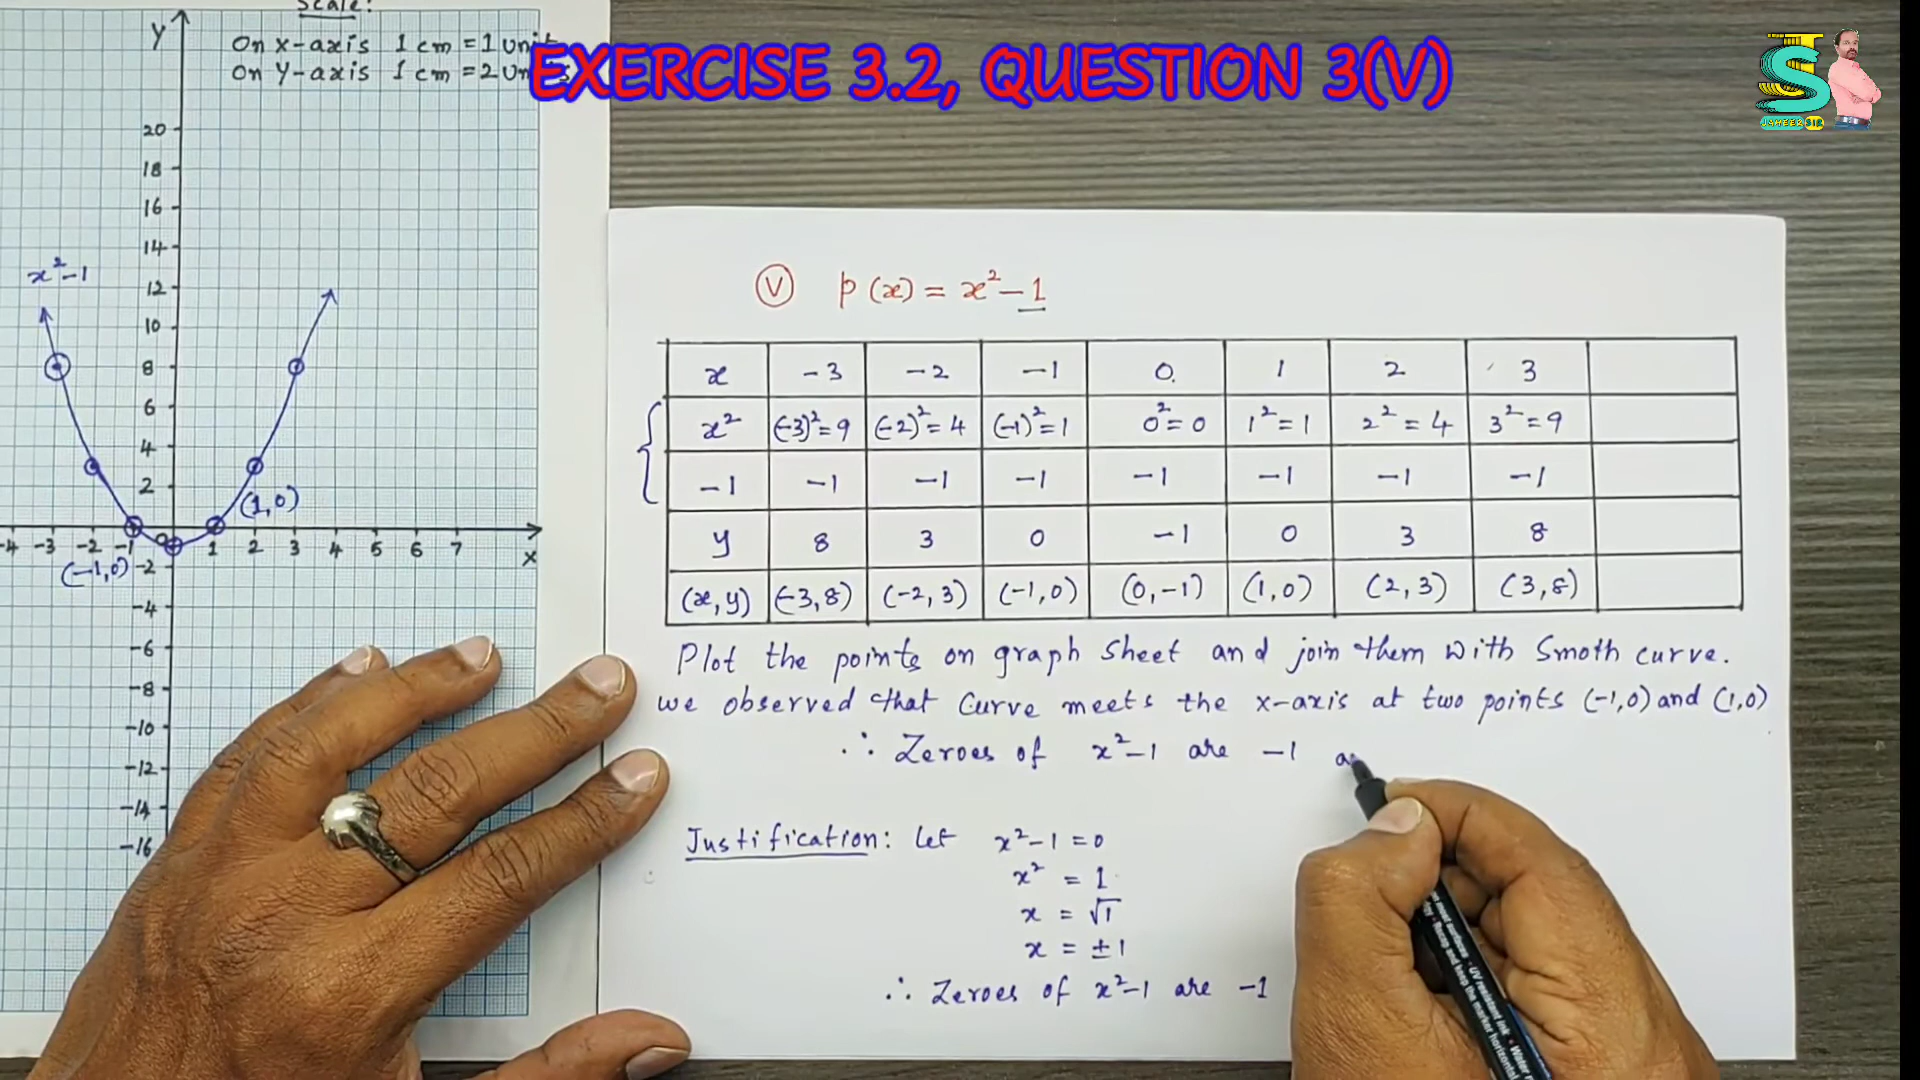 Scale:
On x-axis 1 cm = 1 unit
On y-axis 1 cm = 2 Units
EXERCISE 3.2, QUESTION 3(V)
JAMEER SIR
Y
20
18
16
14
12
10
8
6
4
2
x²-1
(1,0)
-4 -3 -2 -1 0 1 2 3 4 5 6 7 x
(-1,0)
-2
-4
-6
-8
-10
-12
-14
-16
(V) p(x) = x²-1
x -3 -2 -1 0 1 2 3
x² (-3)²=9 (-2)²=4 (-1)²=1 0²=0 1²=1 2²=4 3²=9
-1 -1 -1 -1 -1 -1 -1 -1
y 8 3 0 -1 0 3 8
(x,y) (-3,8) (-2,3) (-1,0) (0,-1) (1,0) (2,3) (3,8)
Plot the points on graph sheet and join them with Smoth curve.
we observed that Curve meets the x-axis at two points (-1,0) and (1,0)
∴ Zeroes of x²-1 are -1 a
Justification: Let x²-1=0
x² = 1
x = √1
x = ±1
∴ Zeroes of x²-1 are -1